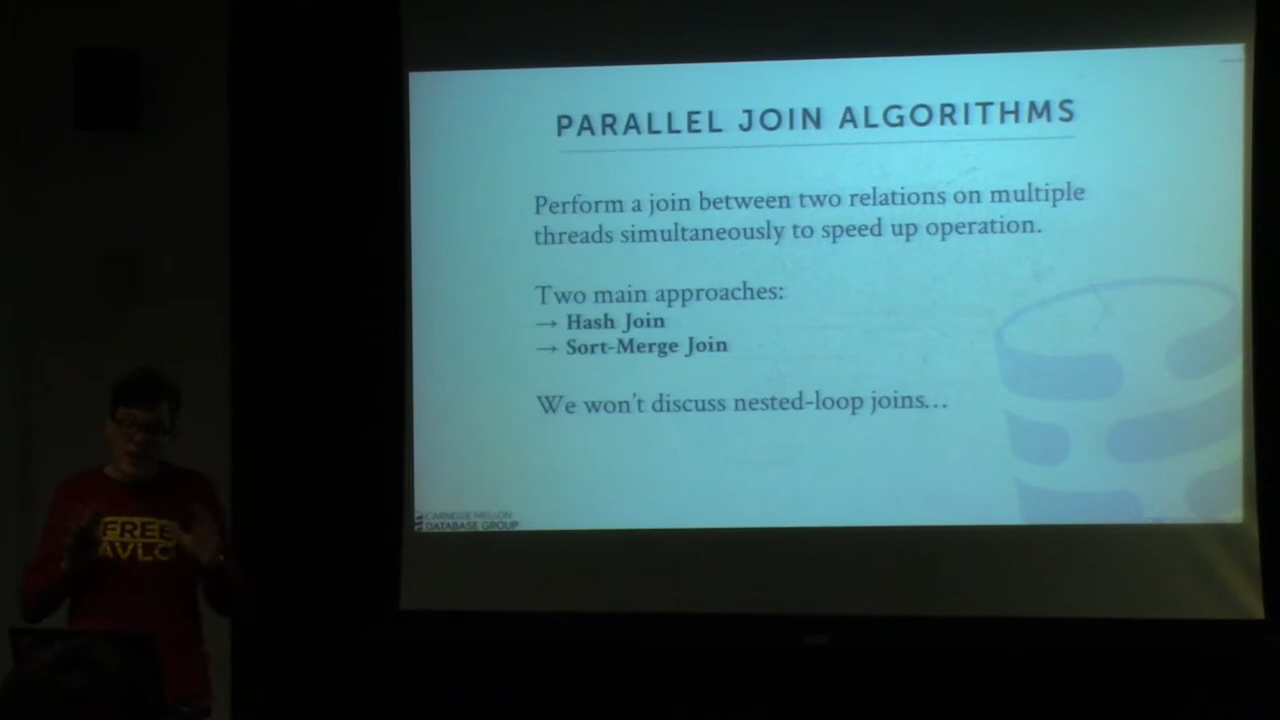 PARALLEL JOIN ALGORITHMS
Perform a join between two relations on multiple
threads simultaneously to speed up operation.
Two main approaches:
→ Hash Join
→ Sort-Merge Join
We won't discuss nested-loop joins…
CARNEGIE MELLON
DATABASE GROUP
FREE
AVLO